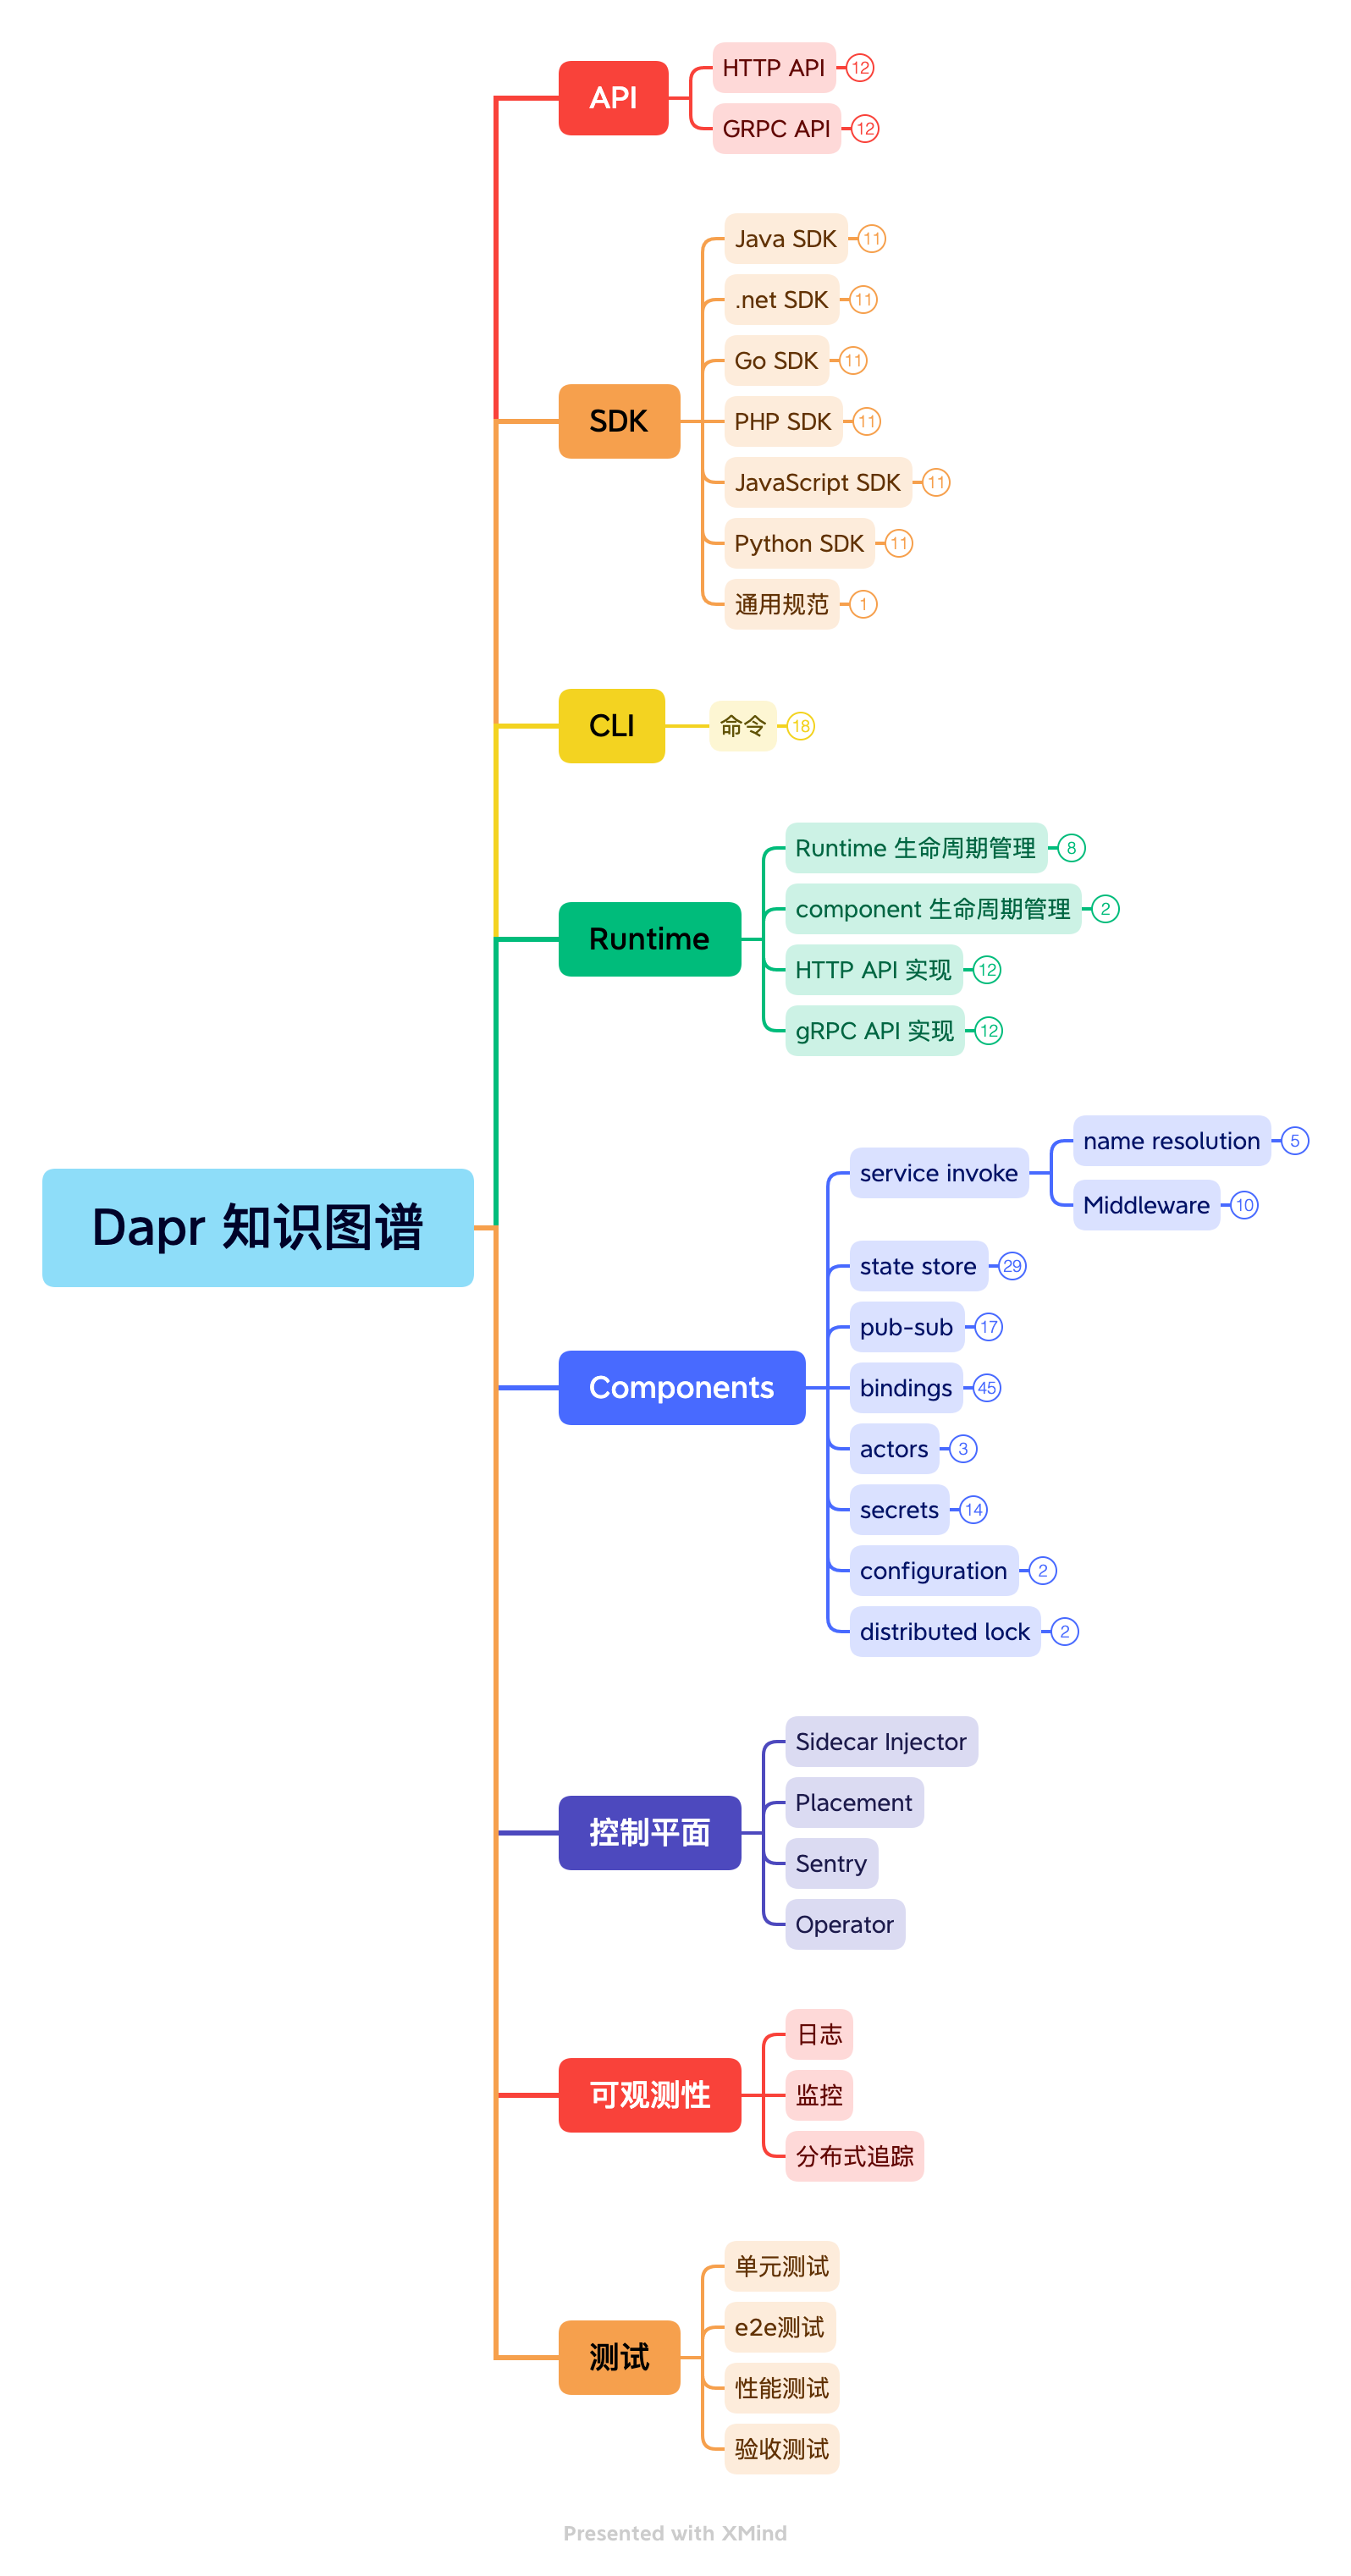 API
HTTP API 12
GRPC API 12
SDK
Java SDK 11
.net SDK 11
Go SDK 11
PHP SDK 11
JavaScript SDK 11
Python SDK 11
通用规范 1
CLI
命令 18
Runtime
Runtime 生命周期管理 8
component 生命周期管理 2
HTTP API 实现 12
gRPC API 实现 12
Dapr 知识图谱
Components
service invoke
name resolution 5
Middleware 10
state store 29
pub-sub 17
bindings 45
actors 3
secrets 14
configuration 2
distributed lock 2
控制平面
Sidecar Injector
Placement
Sentry
Operator
可观测性
日志
监控
分布式追踪
测试
单元测试
e2e测试
性能测试
验收测试
Presented with XMind